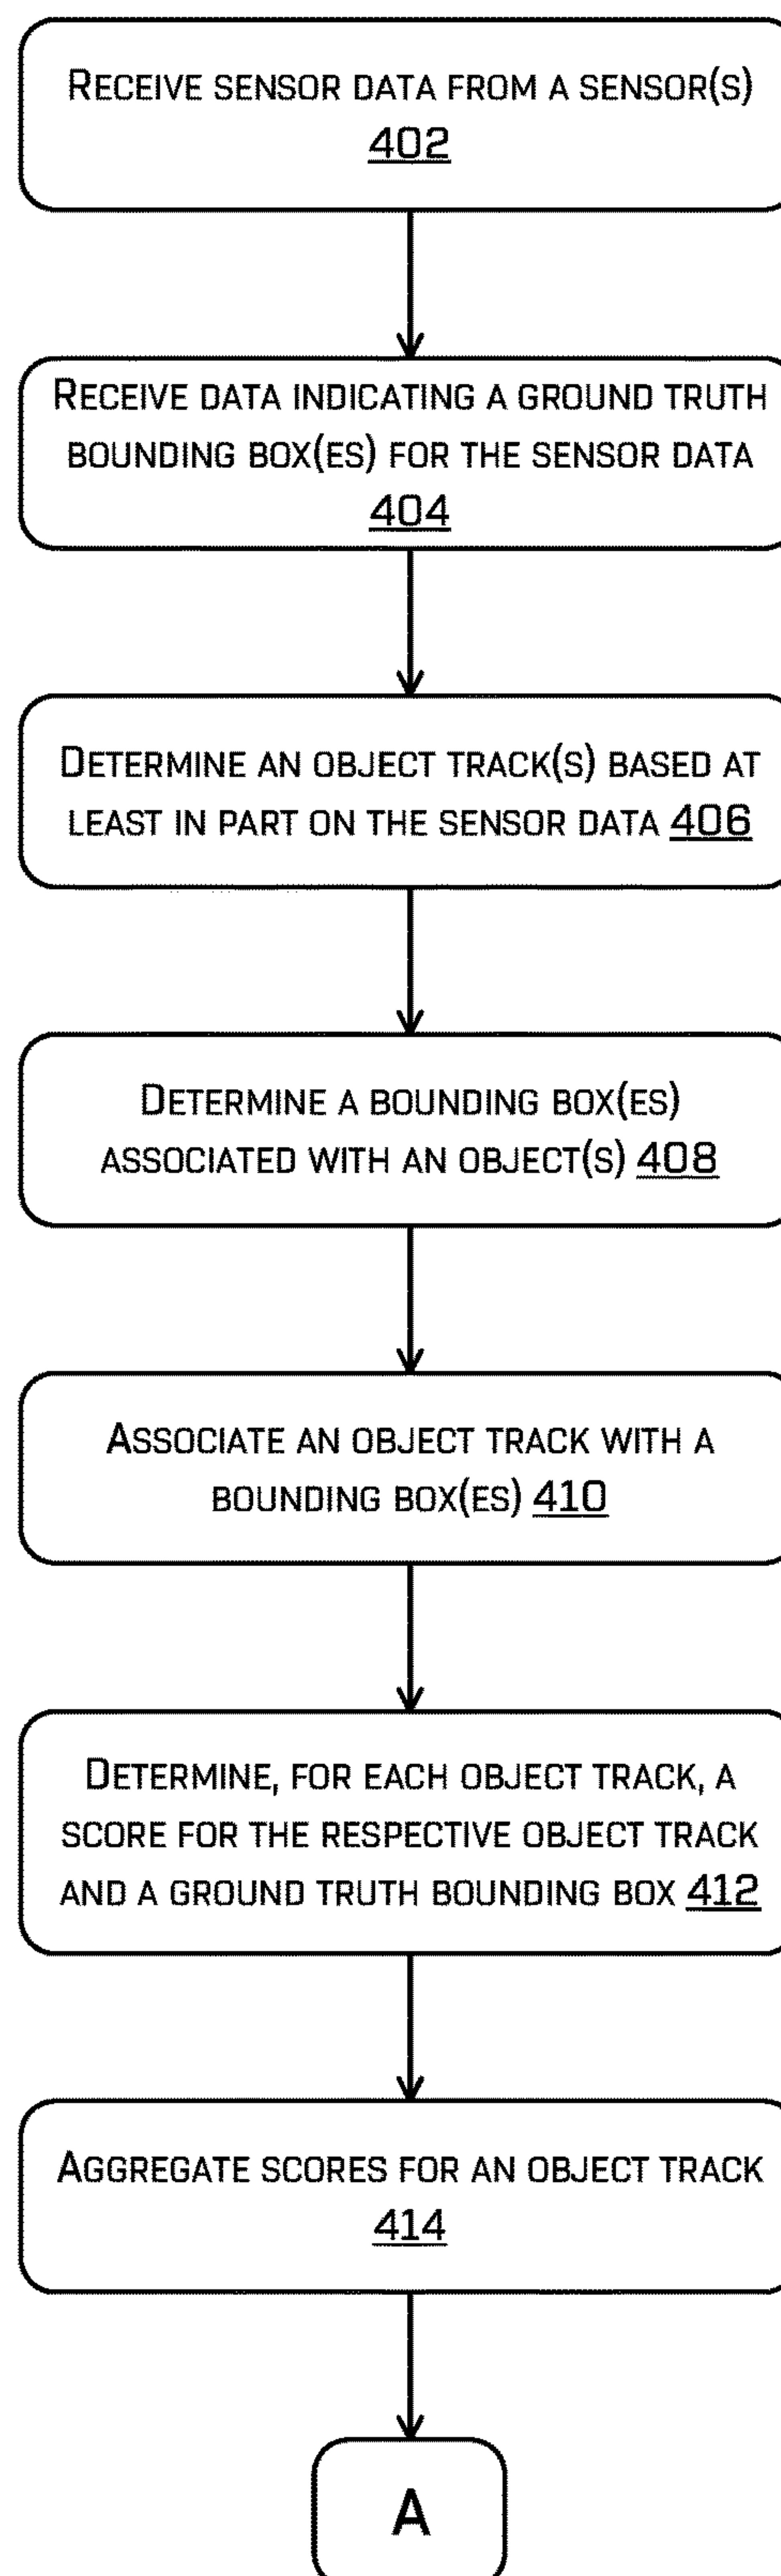 RECEIVE SENSOR DATA FROM A SENSOR(S)
402
RECEIVE DATA INDICATING A GROUND TRUTH
BOUNDING BOX(ES) FOR THE SENSOR DATA
404
DETERMINE AN OBJECT TRACK(S) BASED AT
LEAST IN PART ON THE SENSOR DATA 406
DETERMINE A BOUNDING BOX(ES)
ASSOCIATED WITH AN OBJECT(S) 408
ASSOCIATE AN OBJECT TRACK WITH A
BOUNDING BOX(ES) 410
DETERMINE, FOR EACH OBJECT TRACK, A
SCORE FOR THE RESPECTIVE OBJECT TRACK
AND A GROUND TRUTH BOUNDING BOX 412
AGGREGATE SCORES FOR AN OBJECT TRACK
414
A